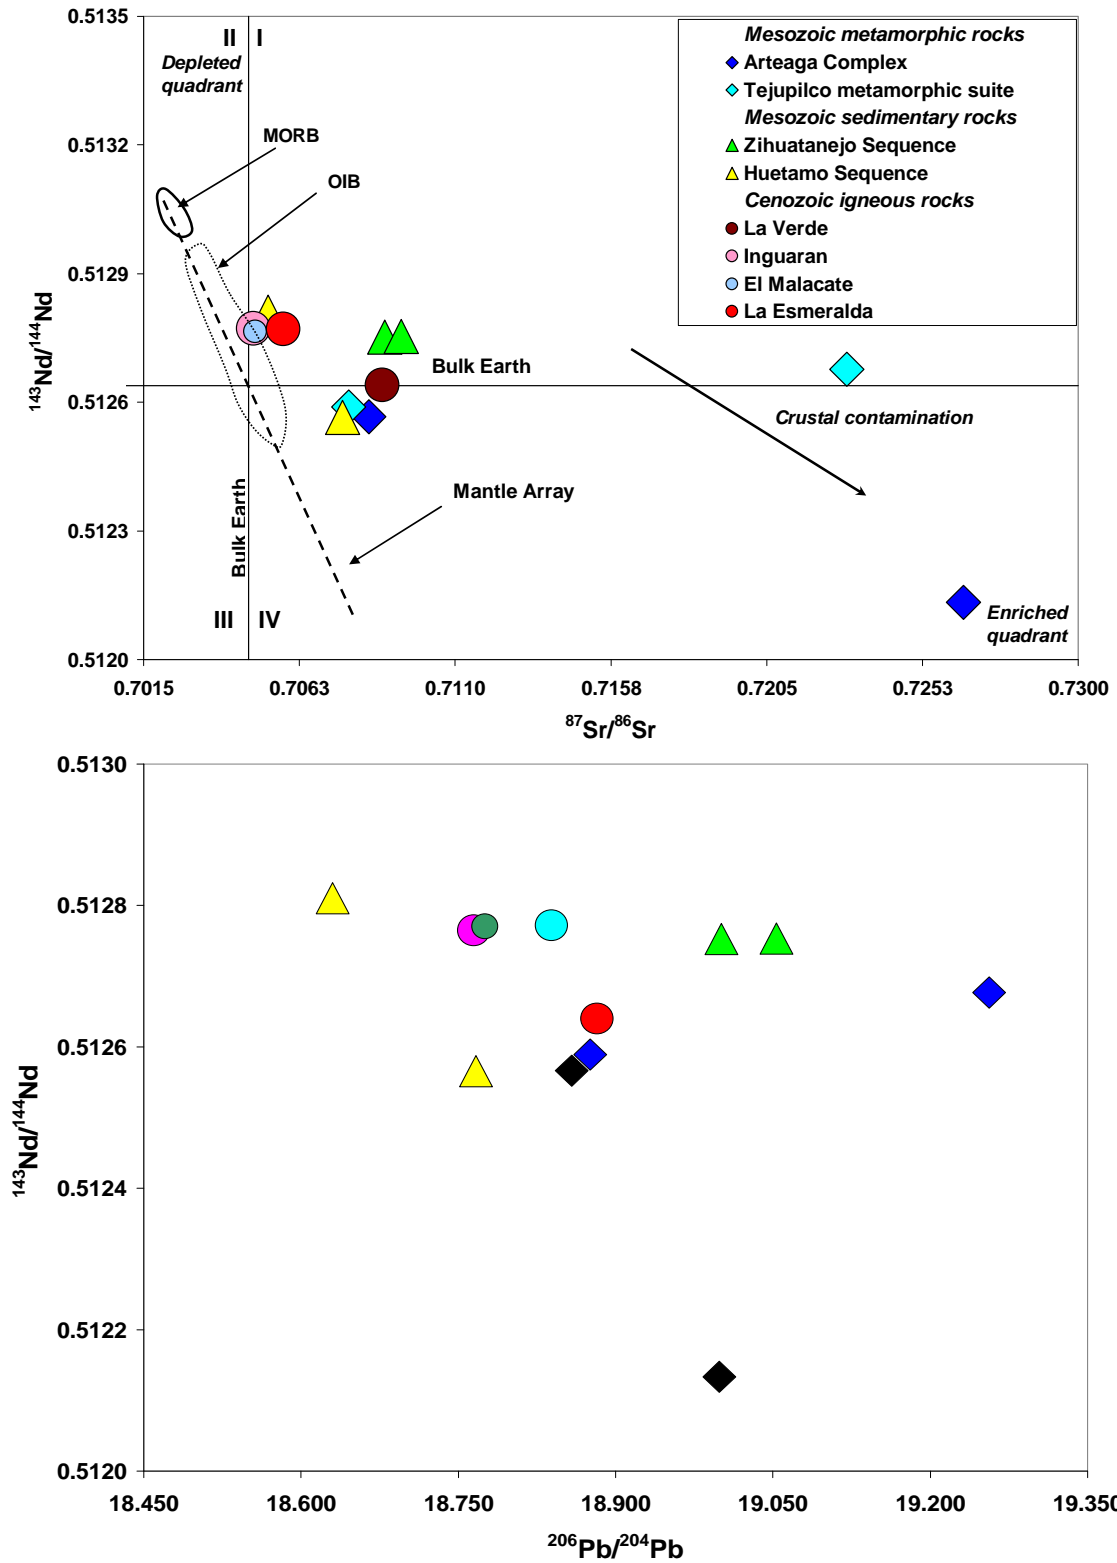 0.5135
II I
Depleted
quadrant
Mesozoic metamorphic rocks
Arteaga Complex
Tejupilco metamorphic suite
Mesozoic sedimentary rocks
Zihuatanejo Sequence
Huetamo Sequence
Cenozoic igneous rocks
La Verde
Inguaran
El Malacate
La Esmeralda
MORB
0.5132
OIB
0.5129
143Nd/144Nd
Bulk Earth
0.5126
Crustal contamination
Mantle Array
Bulk Earth
0.5123
III IV
Enriched
quadrant
0.5120
0.7015 0.7063 0.7110 0.7158 0.7205 0.7253 0.7300
87Sr/86Sr
0.5130
0.5128
0.5126
143Nd/144Nd
0.5124
0.5122
0.5120
18.450 18.600 18.750 18.900 19.050 19.200 19.350
206Pb/204Pb